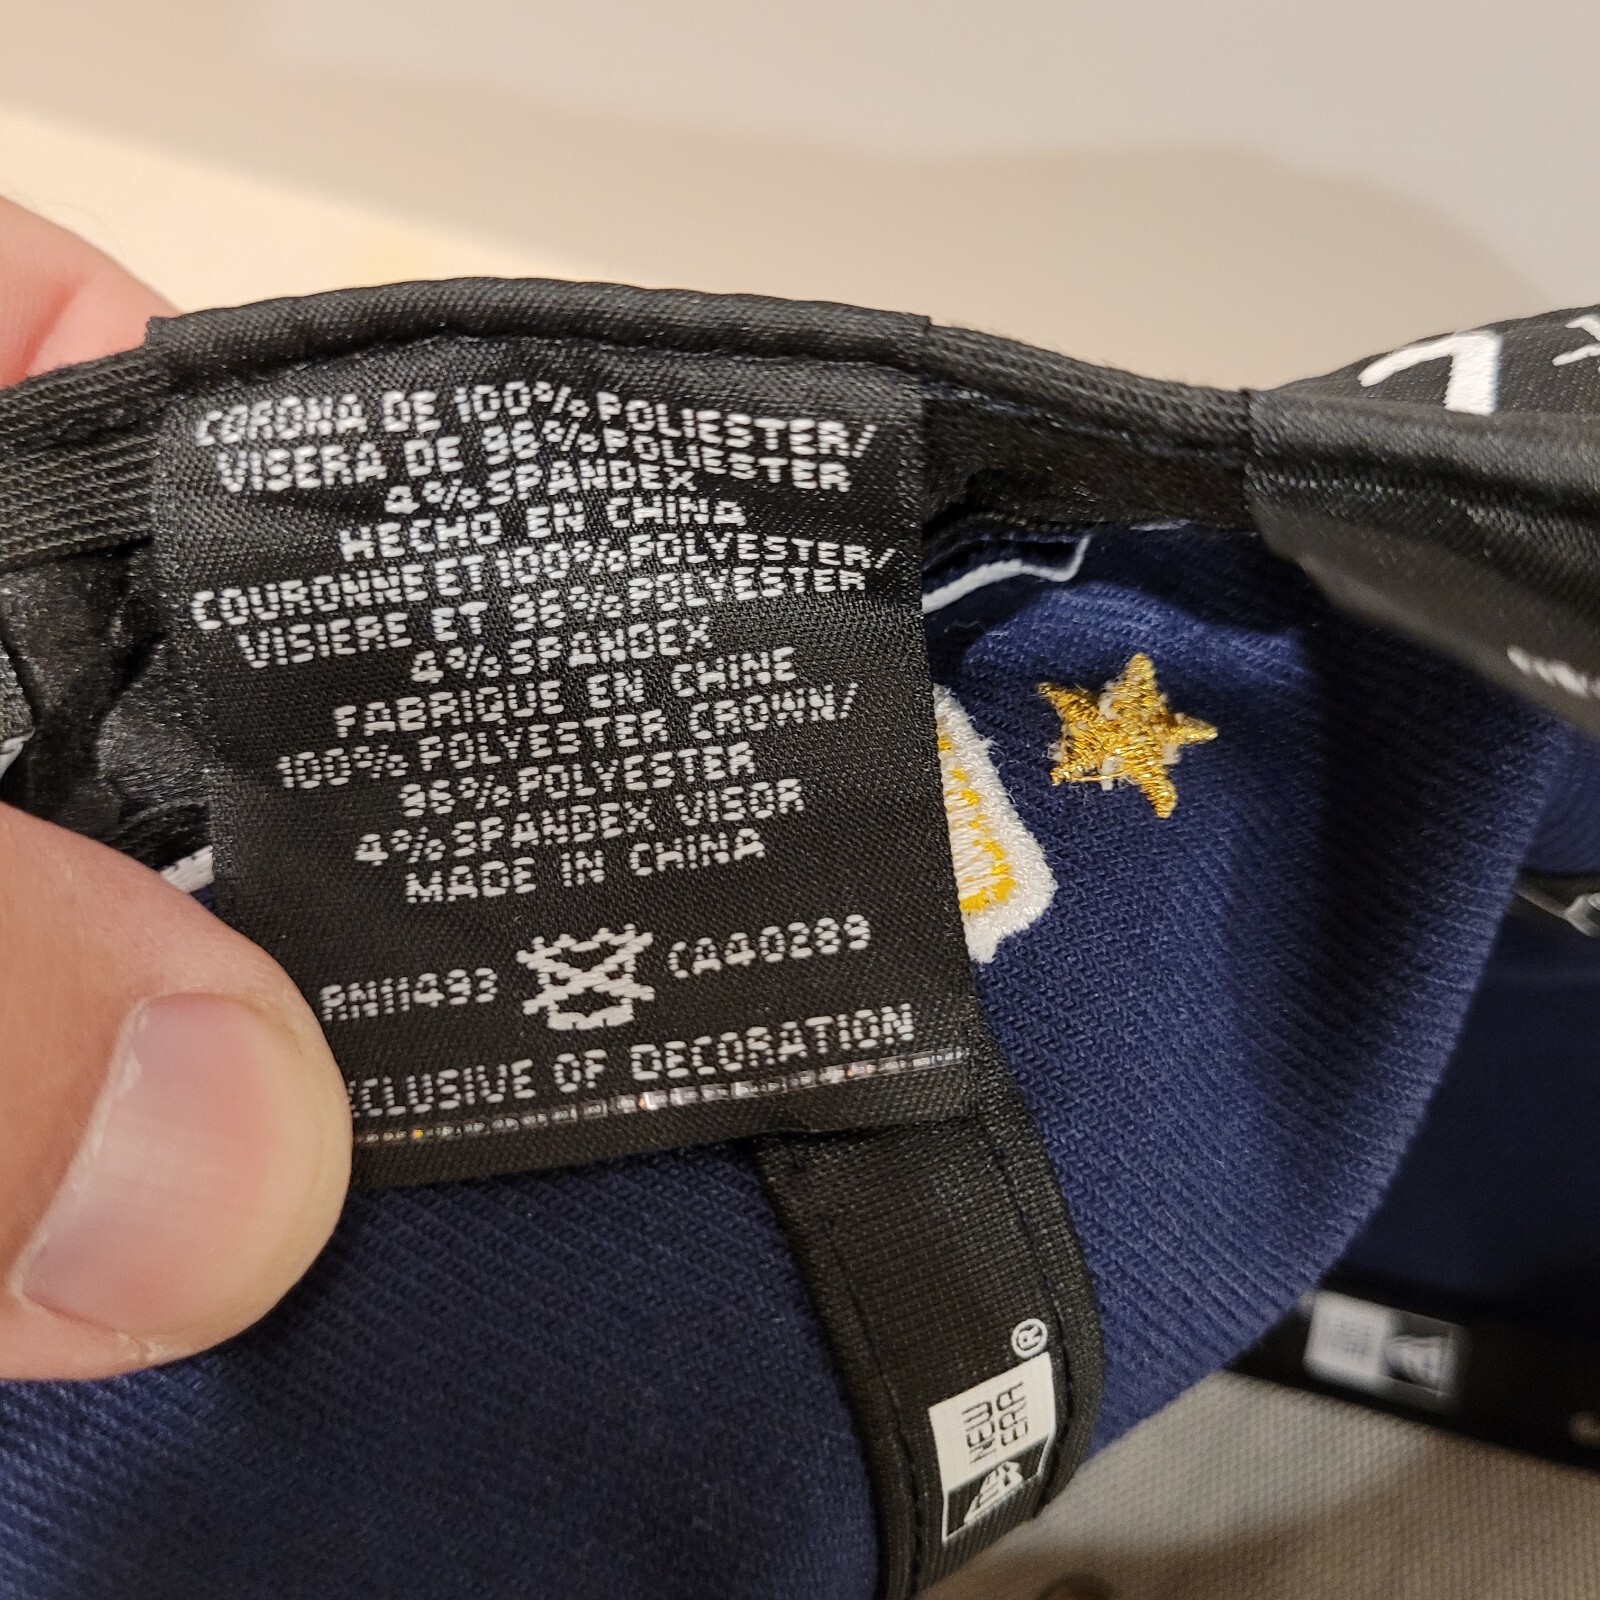 CORONA DE 100% POLIESTER/
VISERA DE 96% POLIESTER
4% SPANDEX
HECHO EN CHINA
COURONNE ET 100% POLYESTER/
VISIERE ET 96% POLYESTER
4% SPANDEX
FABRIQUE EN CHINE
100% POLYESTER CROWN/
96% POLYESTER
4% SPANDEX VISOR
MADE IN CHINA
RN11493 CA40289
EXCLUSIVE OF DECORATION
NEW
ERA
®
7